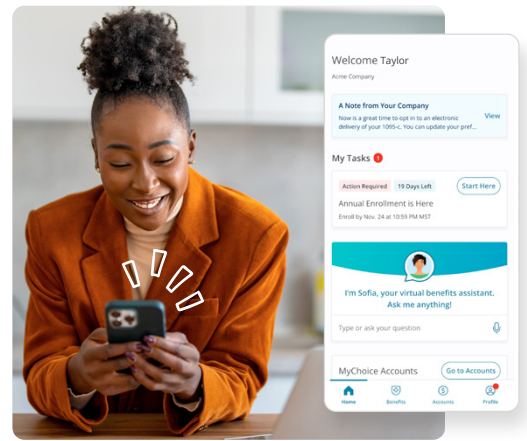 Welcome Taylor
Acme Company
A Note from Your Company
Now is a great time to opt in to an electronic
delivery of your 1095-c. You can update your pref...
View
My Tasks 1
Action Required
19 Days Left
Start Here
Annual Enrollment is Here
Enroll by Nov. 24 at 10:59 PM MST
I'm Sofia, your virtual benefits assistant.
Ask me anything!
Type or ask your question
MyChoice Accounts
Go to Accounts
Home
Benefits
Accounts
Profile